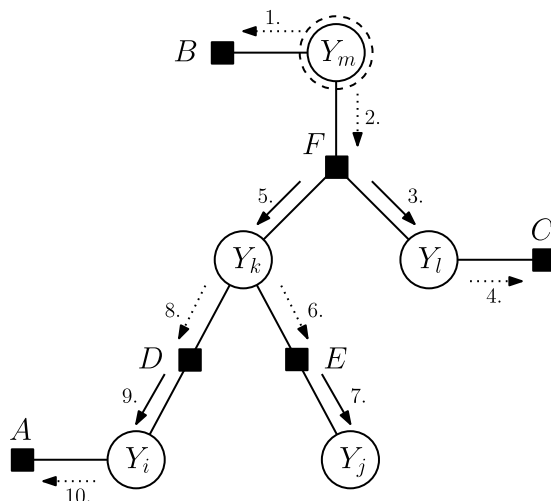 1.
B
Y_m
2.
F
5.
3.
C
Y_k
Y_l
4.
8.
6.
D
E
9.
7.
A
Y_i
Y_j
10.